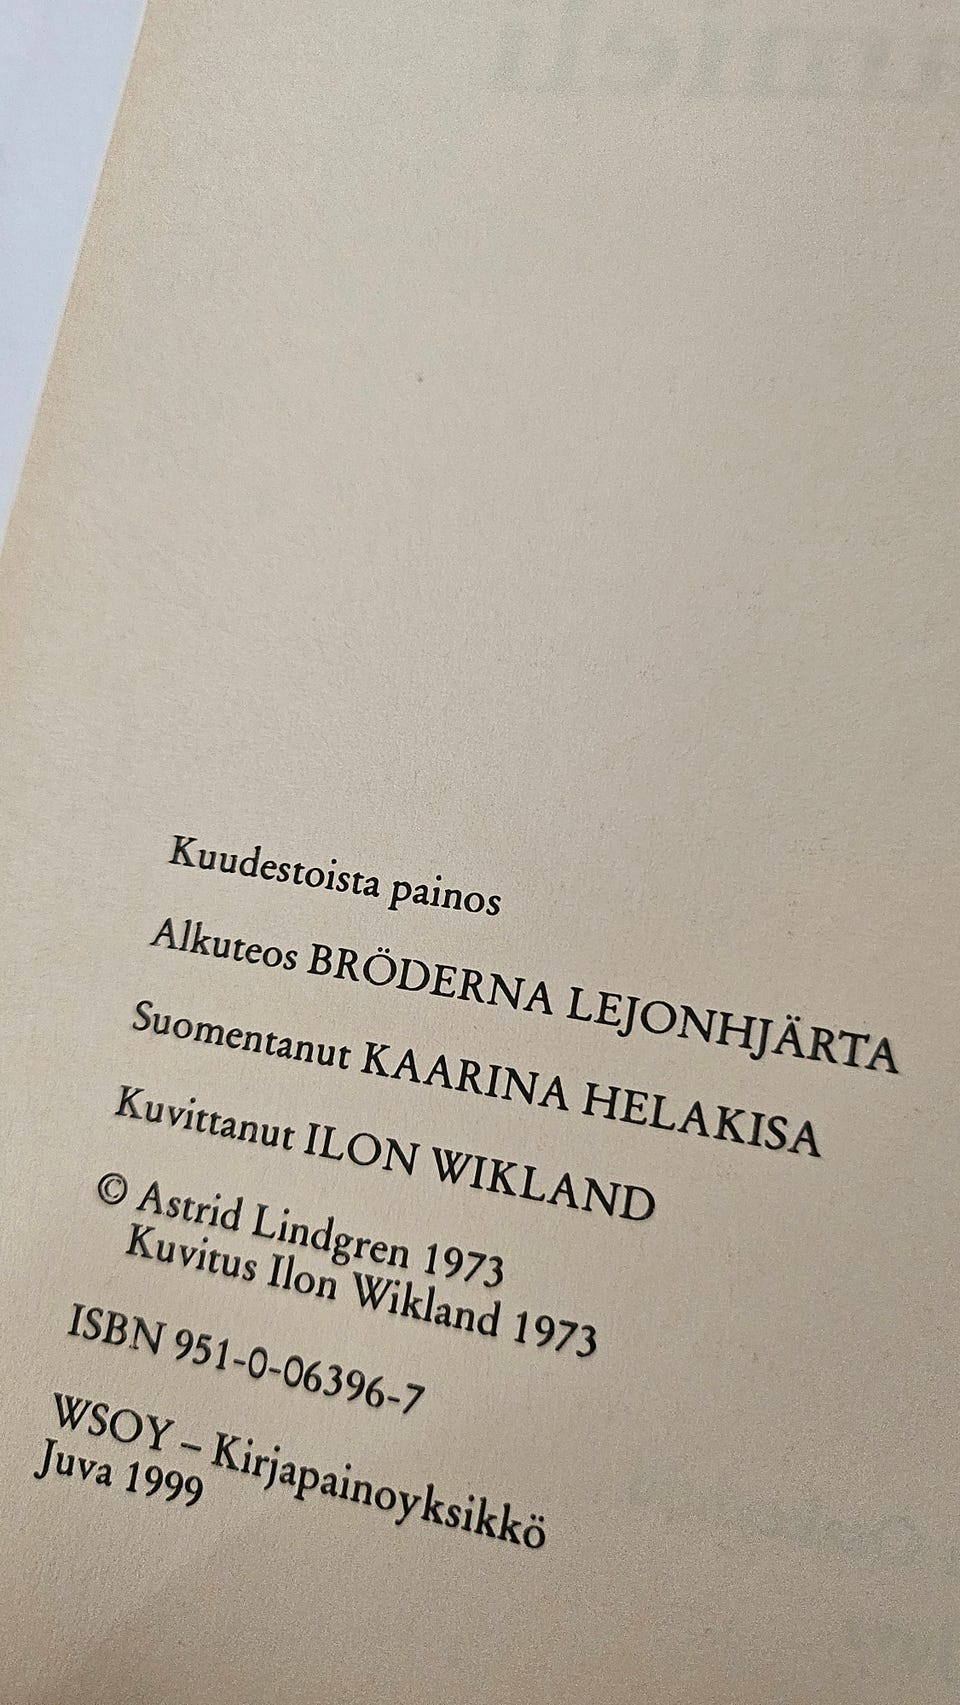 Kuudestoista painos
Alkuteos BRÖDERNA LEJONHJÄRTA
Suomentanut KAARINA HELAKISA
Kuvittanut ILON WIKLAND
© Astrid Lindgren 1973
Kuvitus Ilon Wikland 1973
ISBN 951-0-06396-7
WSOY – Kirjapainoyksikkö
Juva 1999